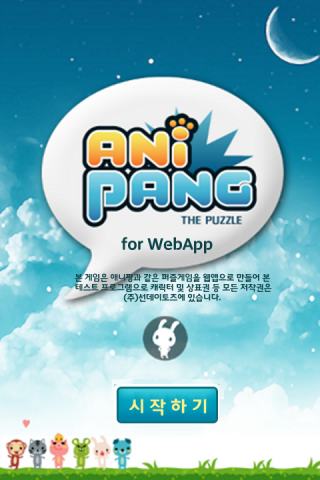 ANi
PANG
THE PUZZLE
for WebApp
본 게임은 애니팡과 같은 퍼즐게임을 웹앱으로 만들어 본
테스트 프로그램으로 캐릭터 및 상표권 등 모든 저작권은
(주)선데이토즈에 있습니다.
시작하기